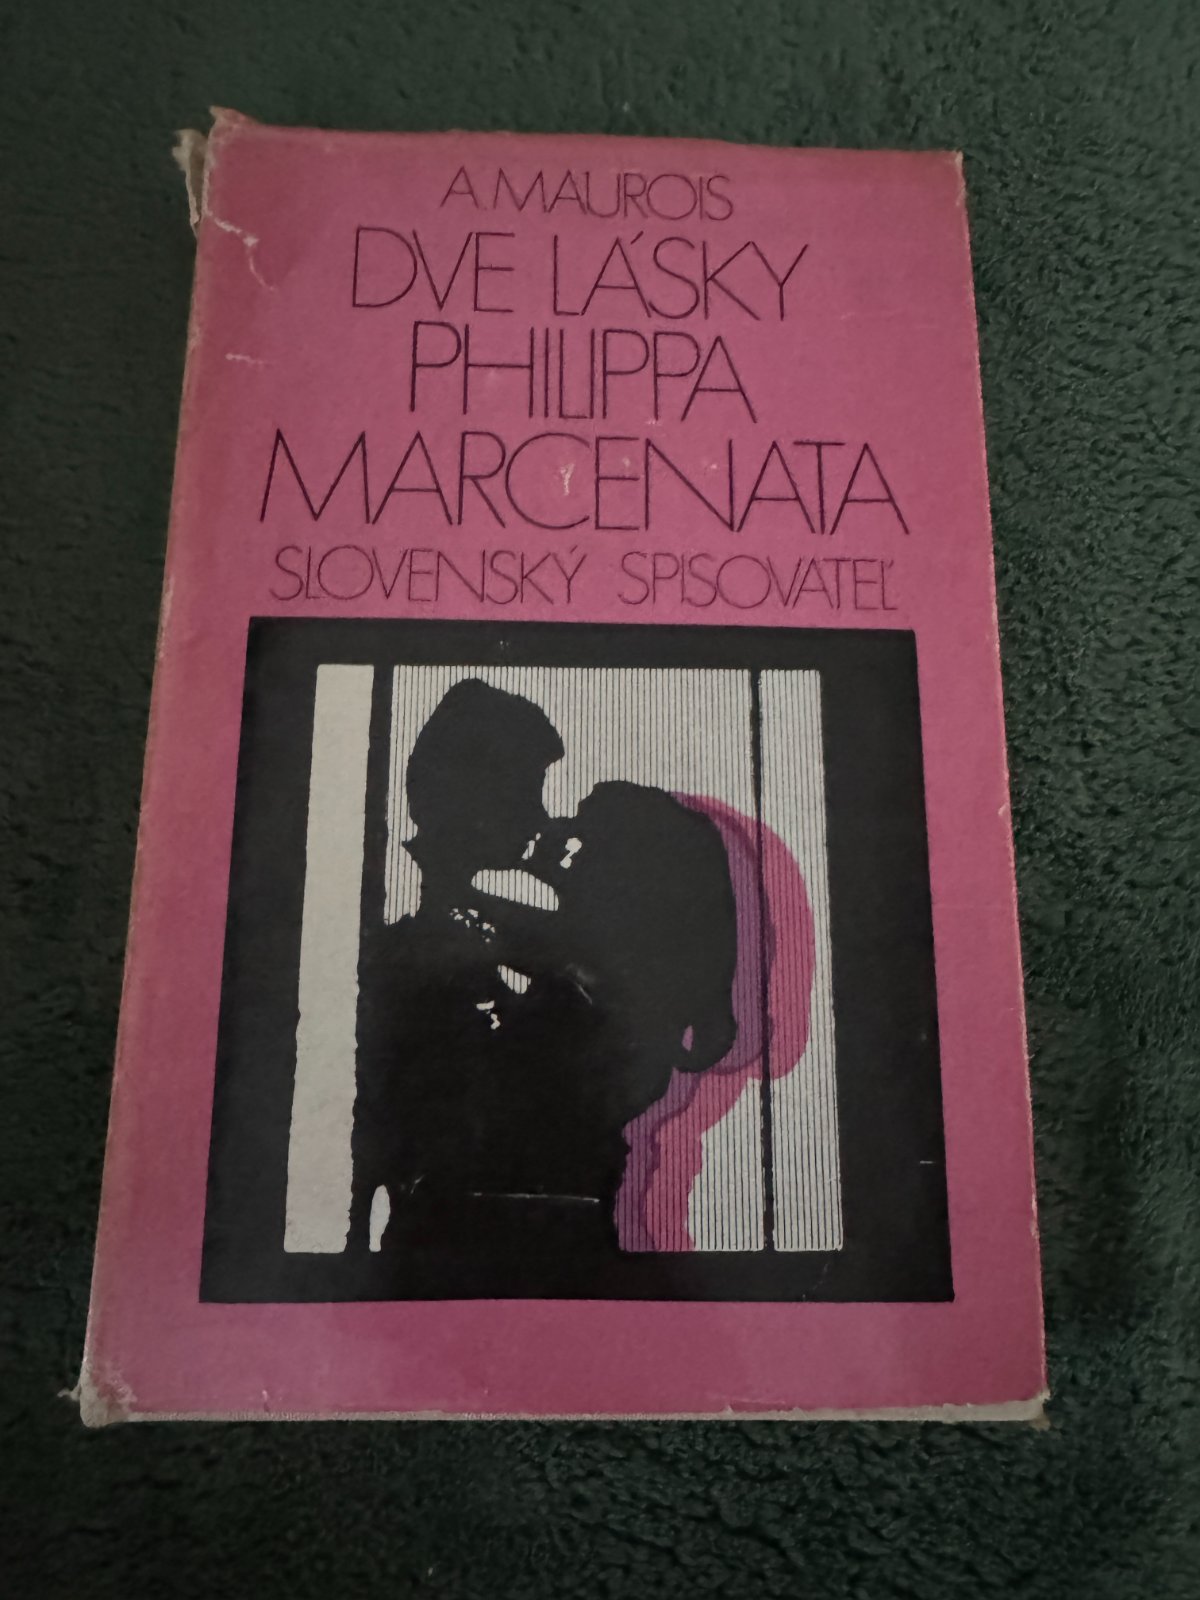 A. MAUROIS
DVE LÁSKY
PHILIPPA
MARCENATA
SLOVENSKÝ SPISOVATEĽ